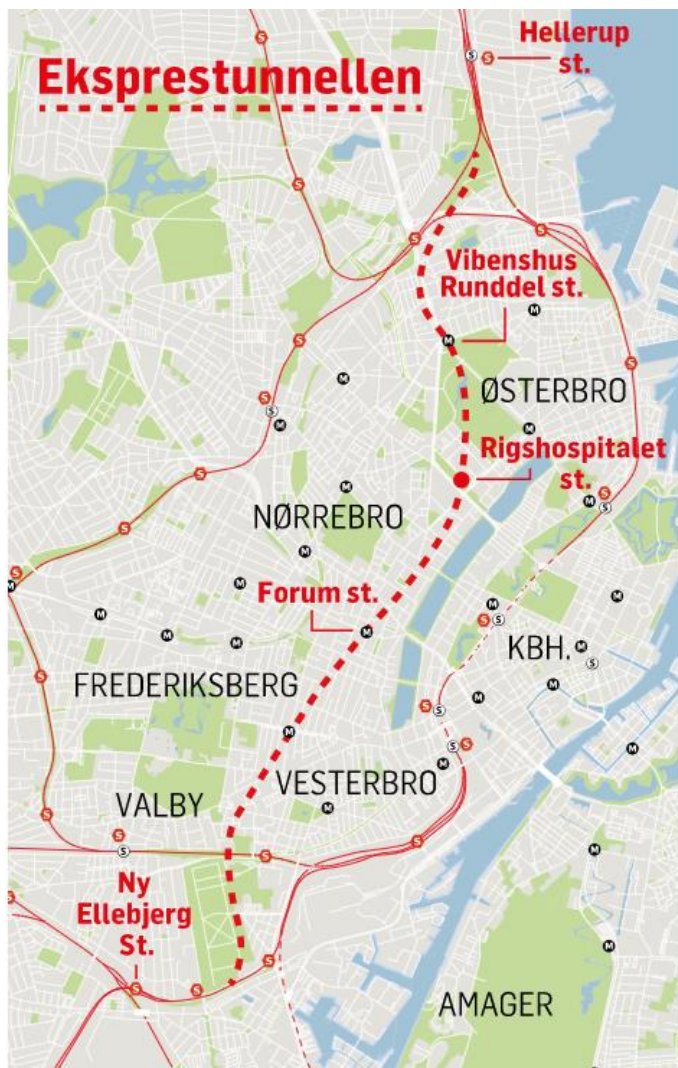 Hellerup
st.
Eksprestunnellen
Vibenshus
Runddel st.
ØSTERBRO
Rigshospitalet
st.
NØRREBRO
Forum st.
KBH.
FREDERIKSBERG
VESTERBRO
VALBY
Ny
Ellebjerg
St.
AMAGER